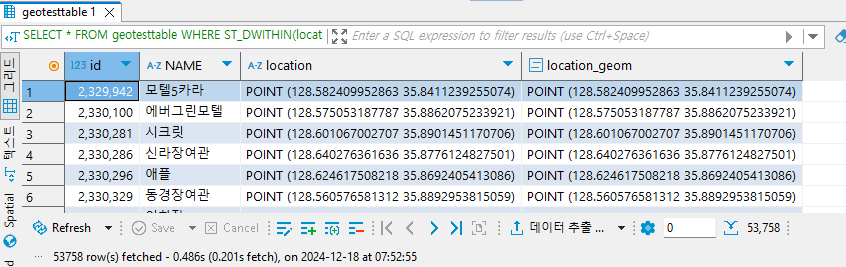 geotesttable 1
SELECT * FROM geotesttable WHERE ST_DWITHIN(locat
Enter a SQL expression to filter results (use Ctrl+Space)
그리드
텍스트
Spatial
123 id A-Z NAME A-Z location location_geom
1 2,329,942 모텔5카라 POINT (128.582409952863 35.8411239255074) POINT (128.582409952863 35.8411239255074)
2 2,330,100 에버그린모텔 POINT (128.575053187787 35.8862075233921) POINT (128.575053187787 35.8862075233921)
3 2,330,281 시크릿 POINT (128.601067002709 35.8901451170706) POINT (128.601067002709 35.8901451170706)
4 2,330,286 신라장여관 POINT (128.640276361636 35.8776124827501) POINT (128.640276361636 35.8776124827501)
5 2,330,296 애플 POINT (128.624617508218 35.8692405413086) POINT (128.624617508218 35.8692405413086)
6 2,330,329 동경장여관 POINT (128.560576581312 35.8892953815059) POINT (128.560576581312 35.8892953815059)
Refresh Save Cancel 데이터 추출 ... 0 53,758
53758 row(s) fetched - 0.486s (0.201s fetch), on 2024-12-18 at 07:52:55